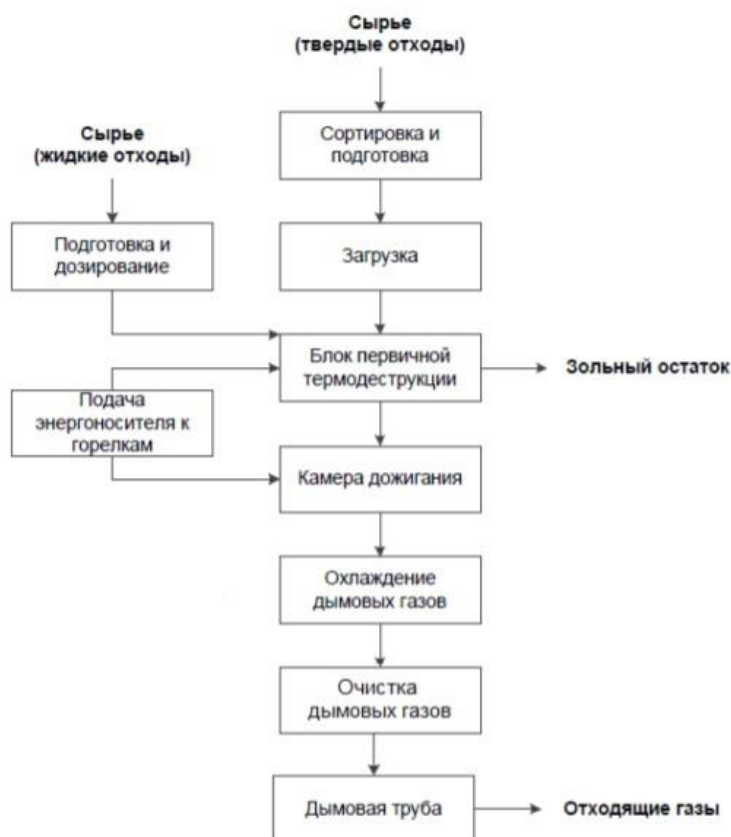 Сырье
(твердые отходы)
Сырье
(жидкие отходы)
Сортировка и
подготовка
Подготовка и
дозирование
Загрузка
Блок первичной
термодеструкции
Зольный остаток
Подача
энергоносителя к
горелкам
Камера дожигания
Охлаждение
дымовых газов
Очистка
дымовых газов
Дымовая труба
Отходящие газы